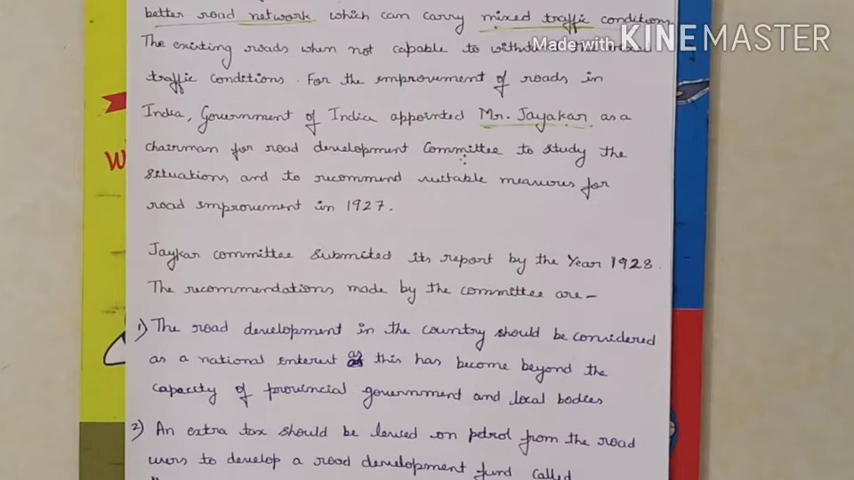 better road network which can carry mixed traffic conditions
The existing roads when not capable to
Made with KINEMASTER
traffic conditions. For the improvement of roads in
India, Government of India appointed Mr. Jayakar as a
chairman for road development Committee to study the
situations and to recommend suitable measures for
road improvement in 1927.
Jaykar committee submited its report by the Year 1928.
The recommendations made by the committee are -
1) The road development in the country should be considered
as a national interest as this has become beyond the
capacity of provincial government and local bodies
2) An extra tax should be levied on petrol from the road
users to develop a road development fund called